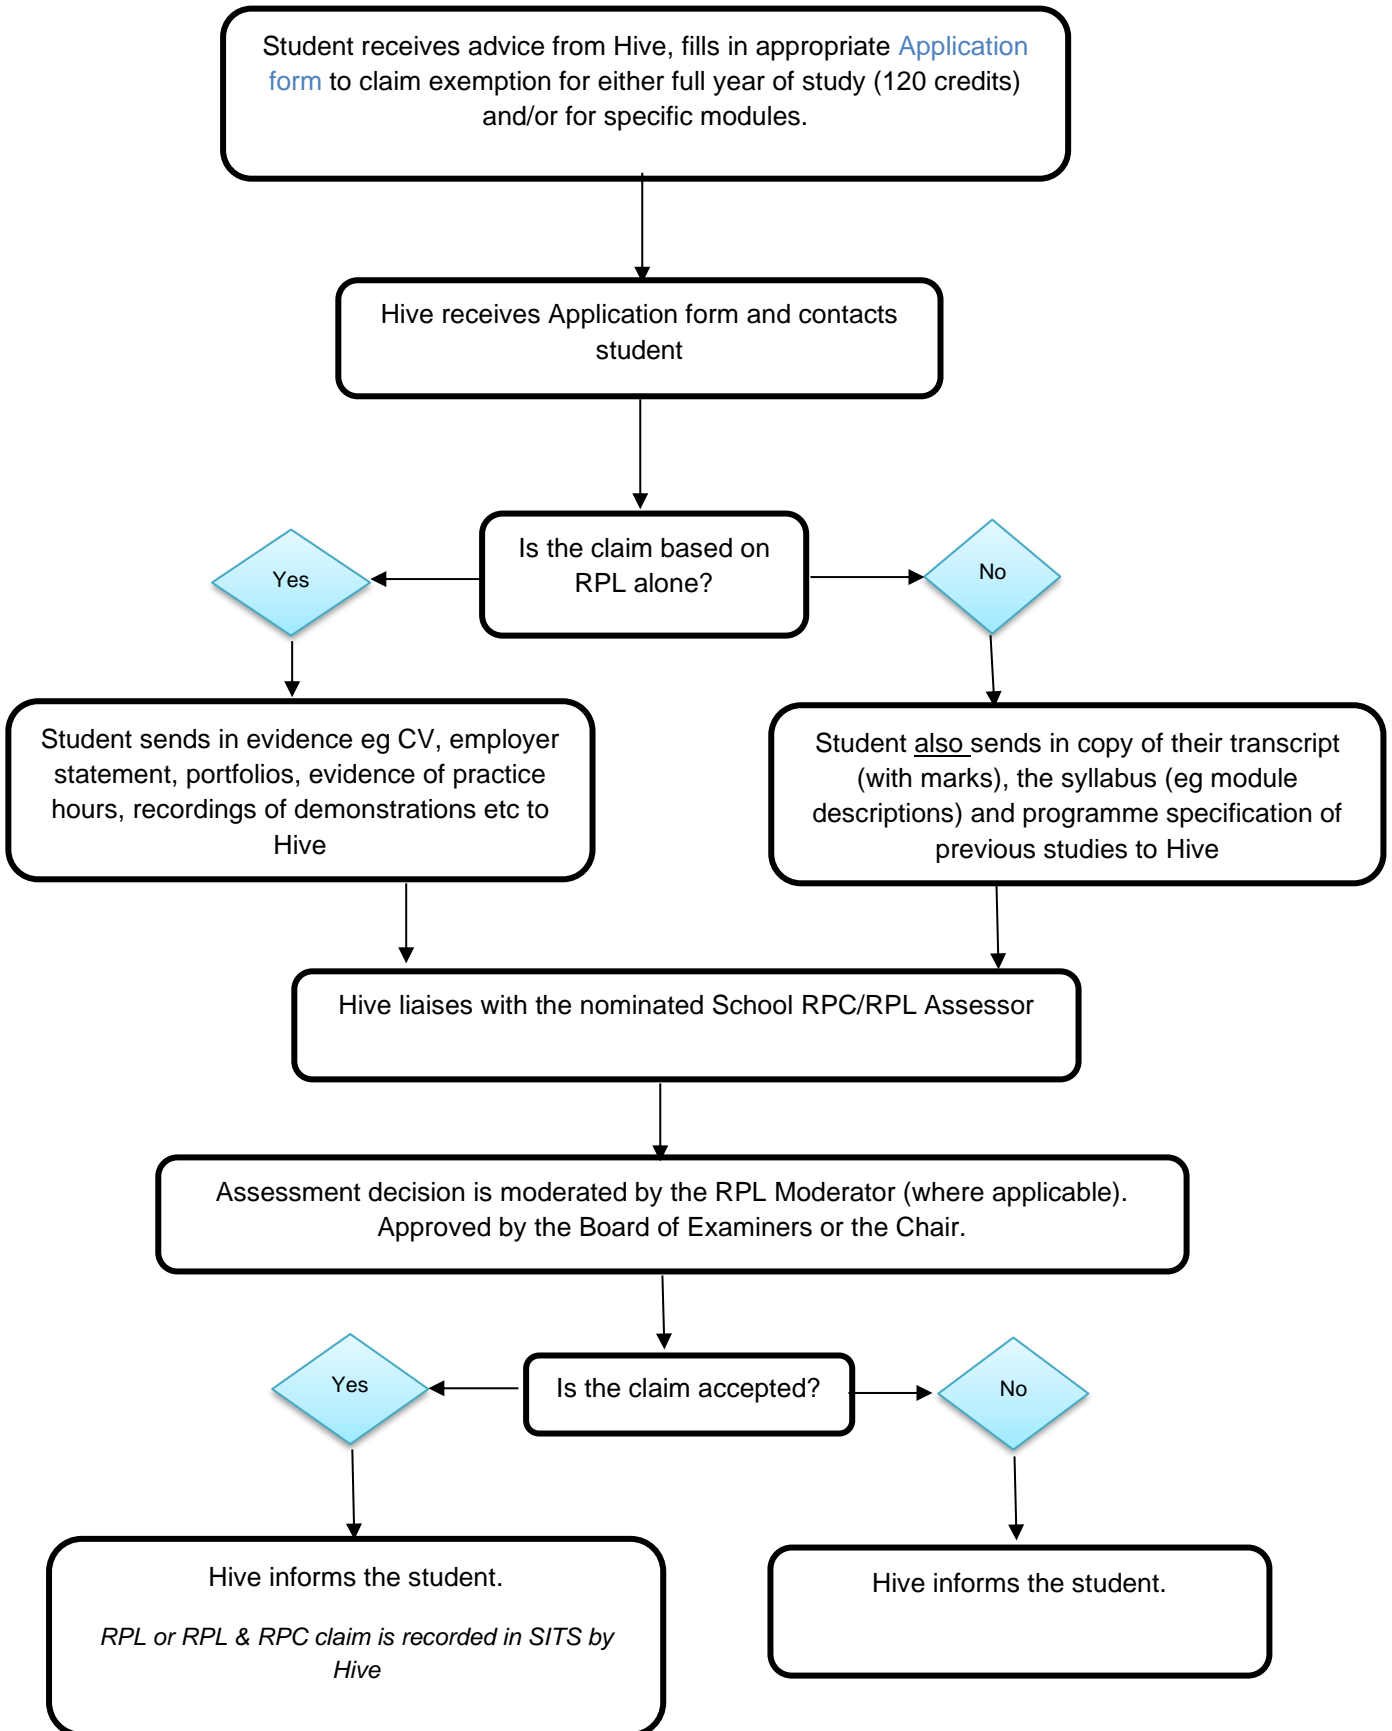 Student receives advice from Hive, fills in appropriate Application
form to claim exemption for either full year of study (120 credits)
and/or for specific modules.
Hive receives Application form and contacts
student
Is the claim based on
RPL alone?
Yes
No
Student sends in evidence eg CV, employer
statement, portfolios, evidence of practice
hours, recordings of demonstrations etc to
Hive
Student also sends in copy of their transcript
(with marks), the syllabus (eg module
descriptions) and programme specification of
previous studies to Hive
Hive liaises with the nominated School RPC/RPL Assessor
Assessment decision is moderated by the RPL Moderator (where applicable).
Approved by the Board of Examiners or the Chair.
Is the claim accepted?
Yes
No
Hive informs the student.
RPL or RPL & RPC claim is recorded in SITS by
Hive
Hive informs the student.